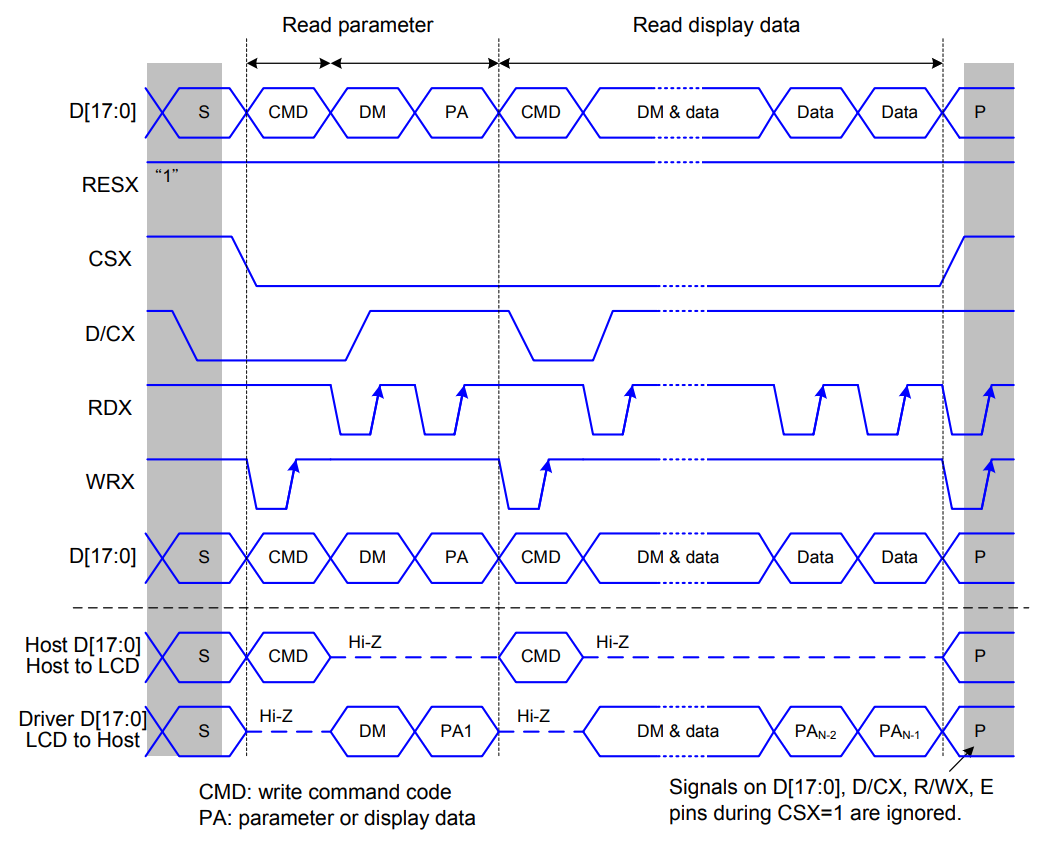 Read parameter Read display data
D[17:0] S CMD DM PA CMD DM & data Data Data P
RESX “1”
CSX
D/CX
RDX
WRX
D[17:0] S CMD DM PA CMD DM & data Data Data P
Host D[17:0]
Host to LCD
S CMD Hi-Z CMD Hi-Z P
Driver D[17:0]
LCD to Host
S Hi-Z DM PA1 Hi-Z DM & data PAN-2 PAN-1 P
CMD: write command code
PA: parameter or display data
Signals on D[17:0], D/CX, R/WX, E
pins during CSX=1 are ignored.